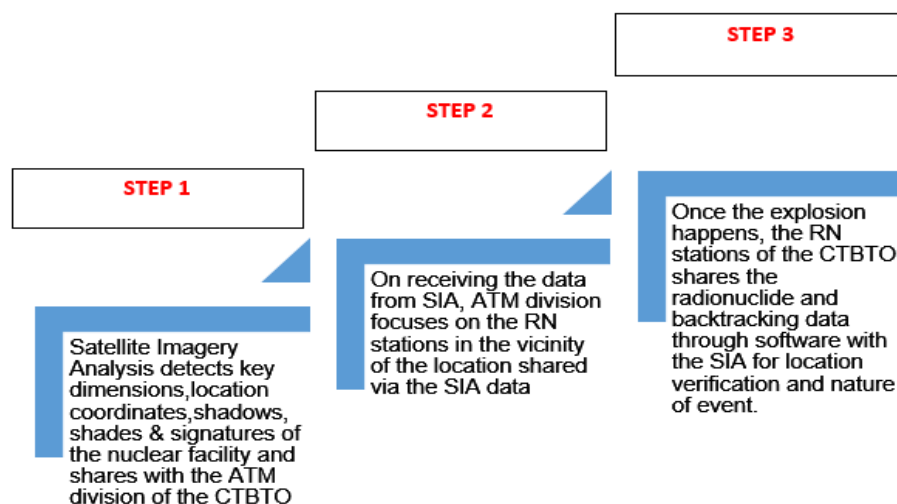 STEP 1
Satellite Imagery
Analysis detects key
dimensions,location
coordinates,shadows,
shades & signatures of
the nuclear facility and
shares with the ATM
division of the CTBTO
STEP 2
On receiving the data
from SIA, ATM division
focuses on the RN
stations in the vicinity
of the location shared
via the SIA data
STEP 3
Once the explosion
happens, the RN
stations of the CTBTO
shares the
radionuclide and
backtracking data
through software with
the SIA for location
verification and nature
of event.